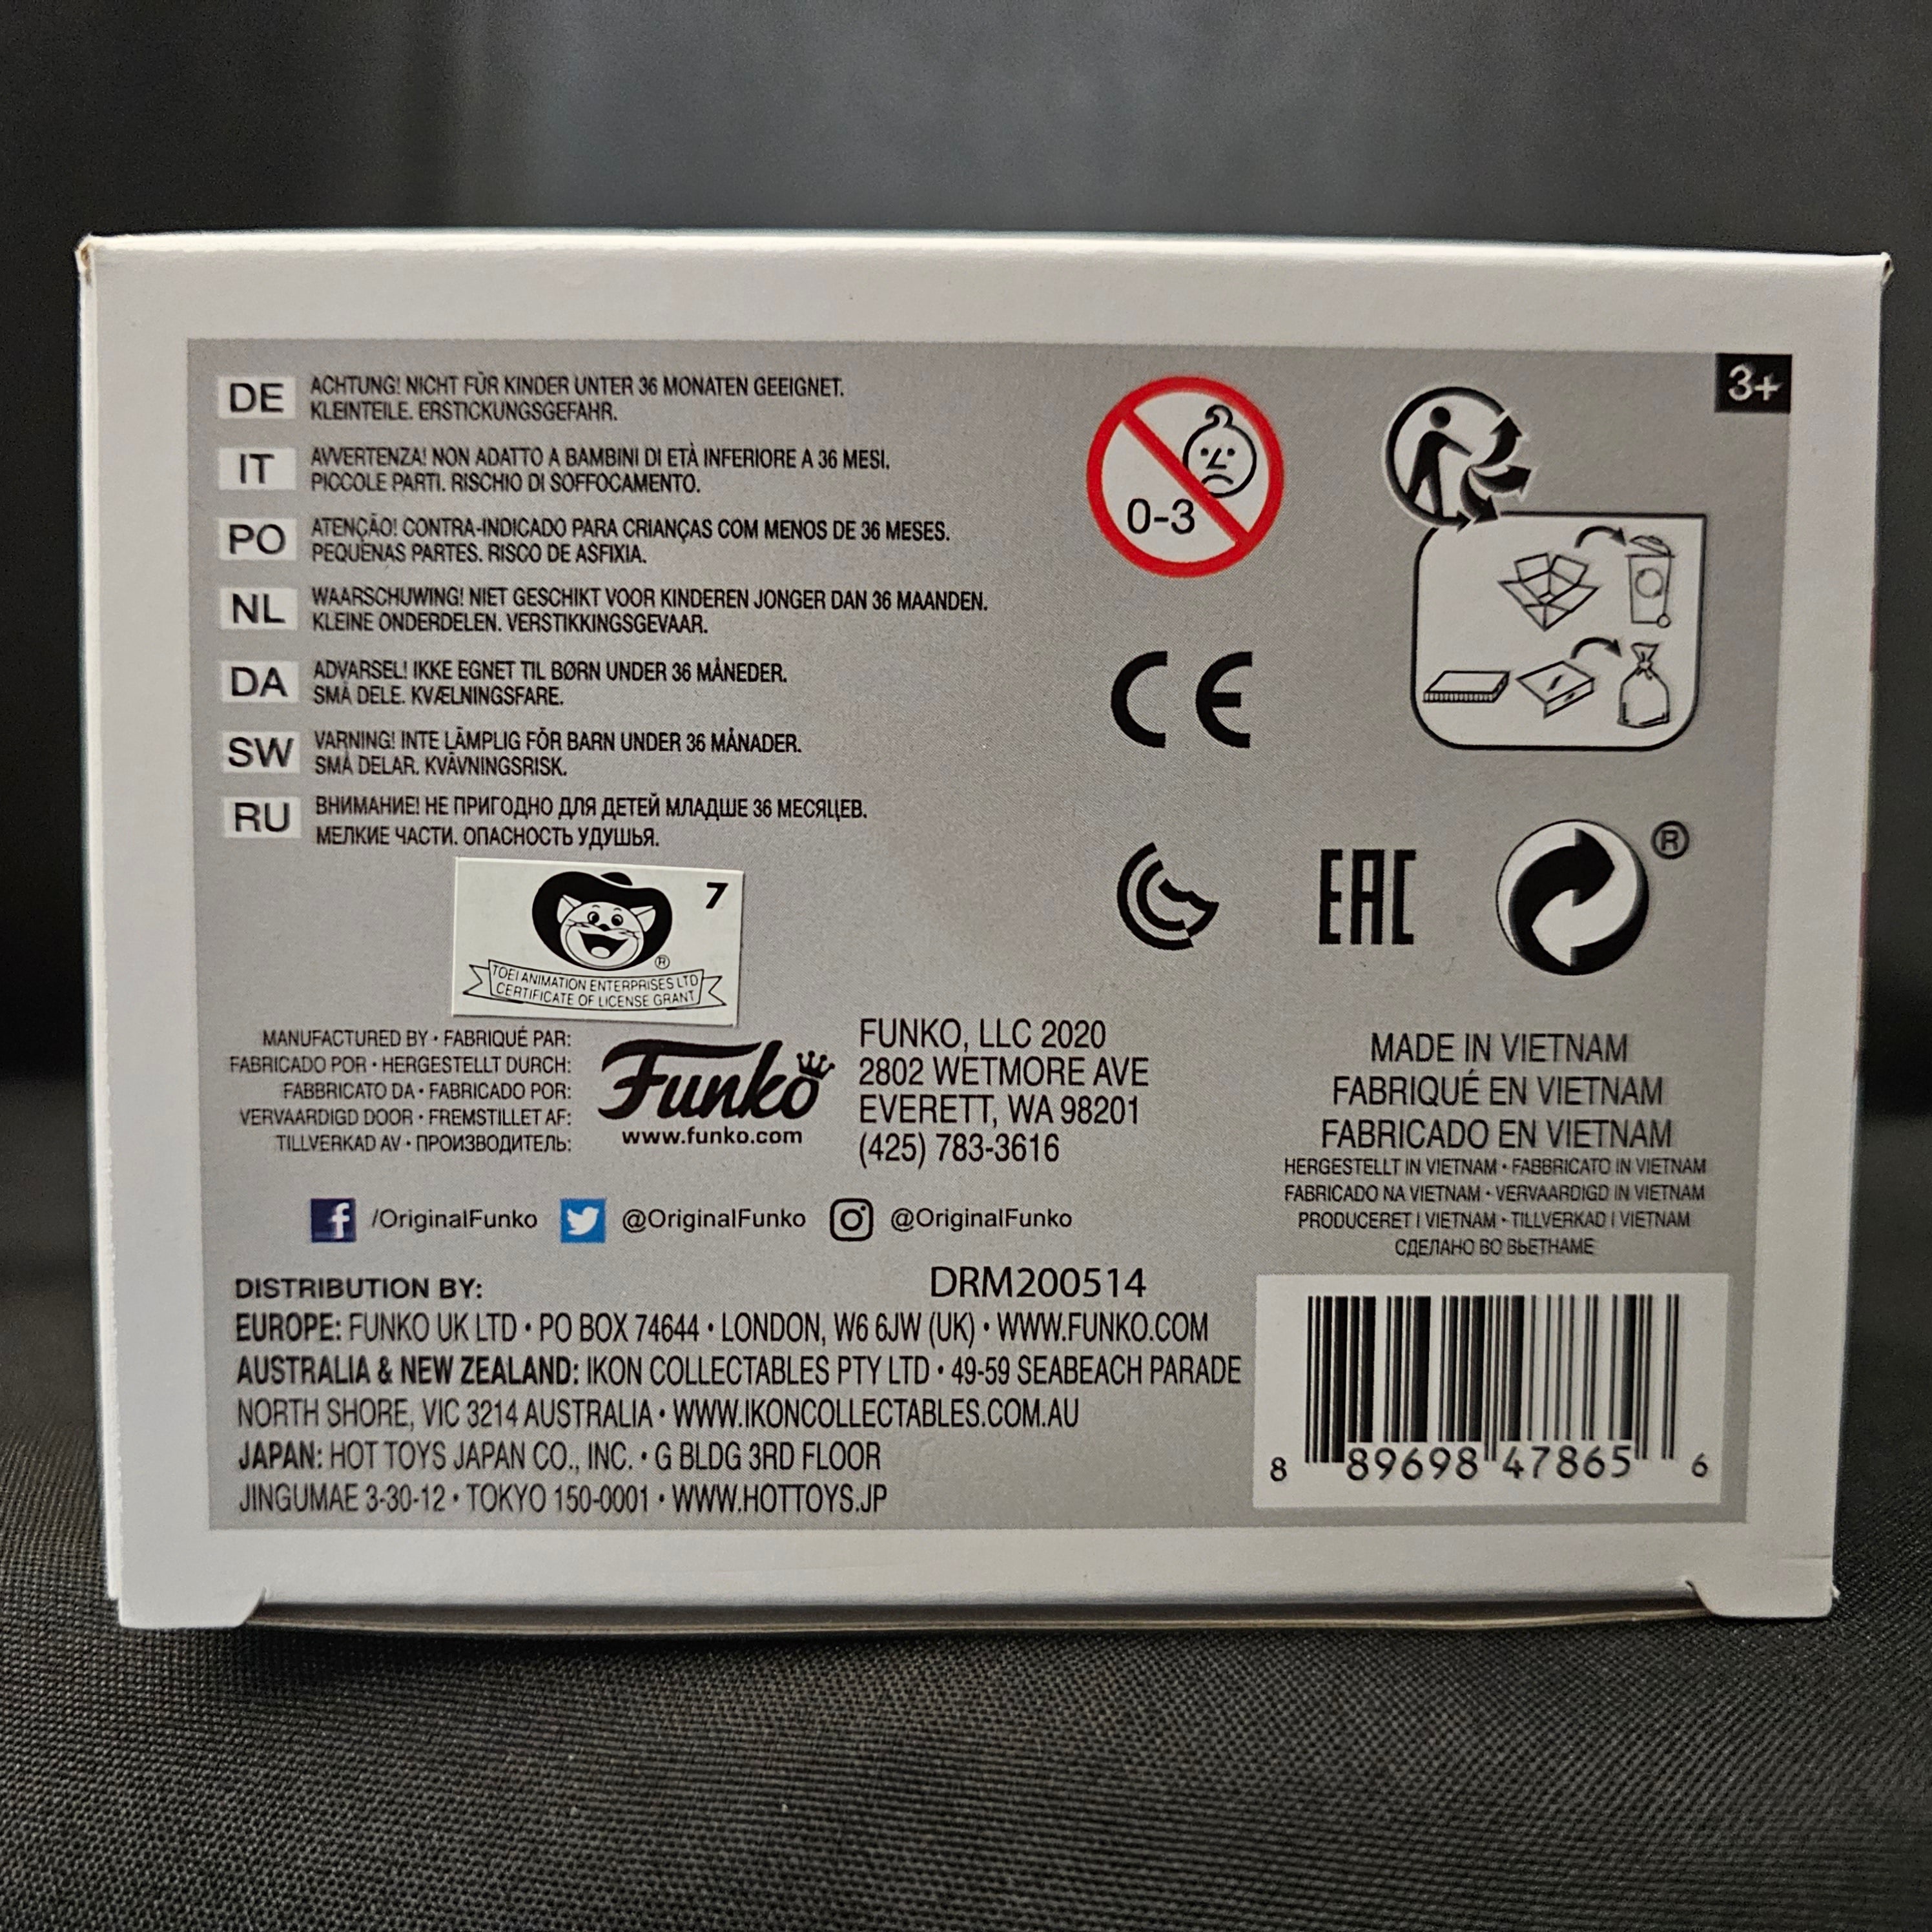 3+
DE
ACHTUNG! NICHT FÜR KINDER UNTER 36 MONATEN GEEIGNET.
KLEINTEILE. ERSTICKUNGSGEFAHR.
IT
AVVERTENZA! NON ADATTO A BAMBINI DI ETÀ INFERIORE A 36 MESI.
PICCOLE PARTI. RISCHIO DI SOFFOCAMENTO.
PO
ATENÇÃO! CONTRA-INDICADO PARA CRIANÇAS COM MENOS DE 36 MESES.
PEQUENAS PARTES. RISCO DE ASFIXIA.
NL
WAARSCHUWING! NIET GESCHIKT VOOR KINDEREN JONGER DAN 36 MAANDEN.
KLEINE ONDERDELEN. VERSTIKKINGSGEVAAR.
DA
ADVARSEL! IKKE EGNET TIL BØRN UNDER 36 MÅNEDER.
SMÅ DELE. KVÆLNINGSFARE.
SW
VARNING! INTE LÄMPLIG FÖR BARN UNDER 36 MÅNADER.
SMÅ DELAR. KVÄVNINGSRISK.
RU
ВНИМАНИЕ! НЕ ПРИГОДНО ДЛЯ ДЕТЕЙ МЛАДШЕ 36 МЕСЯЦЕВ.
МЕЛКИЕ ЧАСТИ. ОПАСНОСТЬ УДУШЬЯ.
0-3
CE
EAC
®
7
®
TOEI ANIMATION ENTERPRISES LTD
CERTIFICATE OF LICENSE GRANT
MANUFACTURED BY • FABRIQUÉ PAR:
FABRICADO POR • HERGESTELLT DURCH:
FABBRICATO DA • FABRICADO POR:
VERVAARDIGD DOOR • FREMSTILLET AF:
TILLVERKAD AV • ПРОИЗВОДИТЕЛЬ:
Funko
www.funko.com
FUNKO, LLC 2020
2802 WETMORE AVE
EVERETT, WA 98201
(425) 783-3616
MADE IN VIETNAM
FABRIQUÉ EN VIETNAM
FABRICADO EN VIETNAM
HERGESTELLT IN VIETNAM • FABBRICATO IN VIETNAM
FABRICADO NA VIETNAM • VERVAARDIGD IN VIETNAM
PRODUCERET I VIETNAM • TILLVERKAD I VIETNAM
СДЕЛАНО ВО ВЬЕТНАМЕ
f /OriginalFunko @OriginalFunko @OriginalFunko
DISTRIBUTION BY:
DRM200514
EUROPE: FUNKO UK LTD • PO BOX 74644 • LONDON, W6 6JW (UK) • WWW.FUNKO.COM
AUSTRALIA & NEW ZEALAND: IKON COLLECTABLES PTY LTD • 49-59 SEABEACH PARADE
NORTH SHORE, VIC 3214 AUSTRALIA • WWW.IKONCOLLECTABLES.COM.AU
JAPAN: HOT TOYS JAPAN CO., INC. • G BLDG 3RD FLOOR
JINGUMAE 3-30-12 • TOKYO 150-0001 • WWW.HOTTOYS.JP
8 89698 47865 6